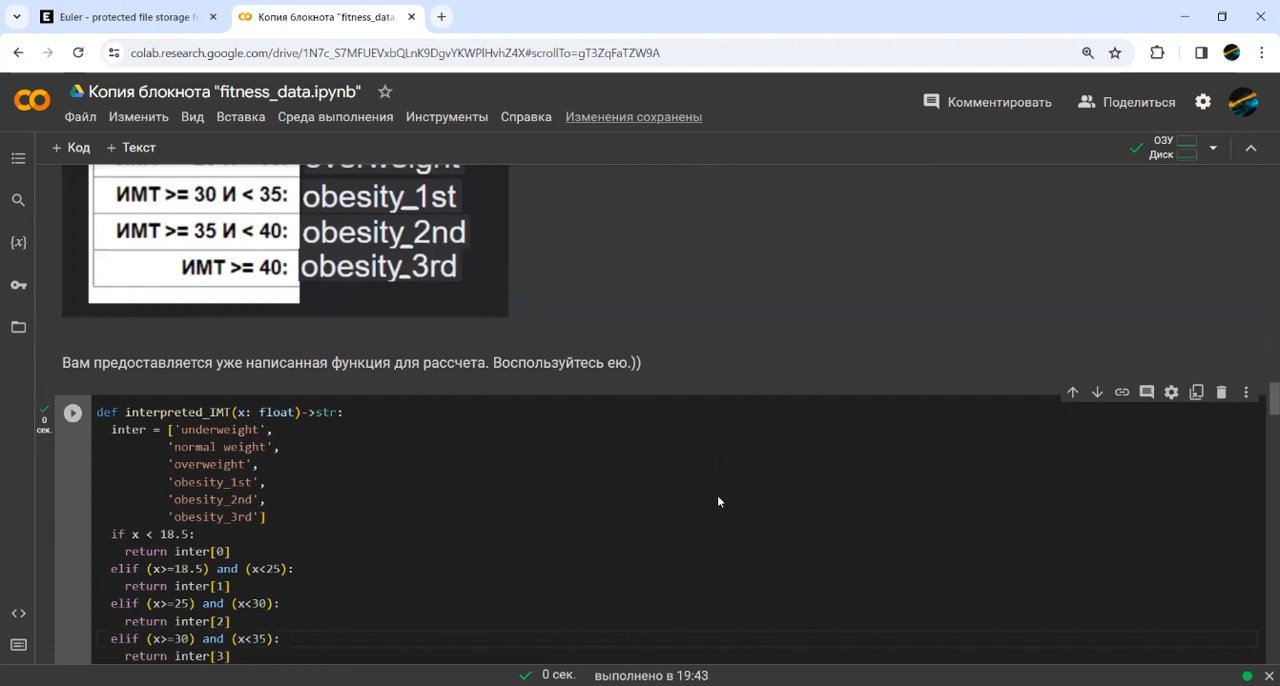 Euler - protected file storage f
Копия блокнота "fitness_data.
colab.research.google.com/drive/1N7c_S7MFUEVxbQLnK9DgvYKWPlHvhZ4X#scrollTo=gT3ZqFaTZW9A
Копия блокнота "fitness_data.ipynb"
Комментировать
Поделиться
Файл Изменить Вид Вставка Среда выполнения Инструменты Справка Изменения сохранены
+ Код + Текст
ОЗУ
Диск
overweight
ИМТ >= 30 И < 35: obesity_1st
ИМТ >= 35 И < 40: obesity_2nd
ИМТ >= 40: obesity_3rd
Вам предоставляется уже написанная функция для рассчета. Воспользуйтесь ею.))
0
сек.
def interpreted_IMT(x: float)->str:
inter = ['underweight',
'normal weight',
'overweight',
'obesity_1st',
'obesity_2nd',
'obesity_3rd']
if x < 18.5:
return inter[0]
elif (x>=18.5) and (x<25):
return inter[1]
elif (x>=25) and (x<30):
return inter[2]
elif (x>=30) and (x<35):
return inter[3]
0 сек. выполнено в 19:43